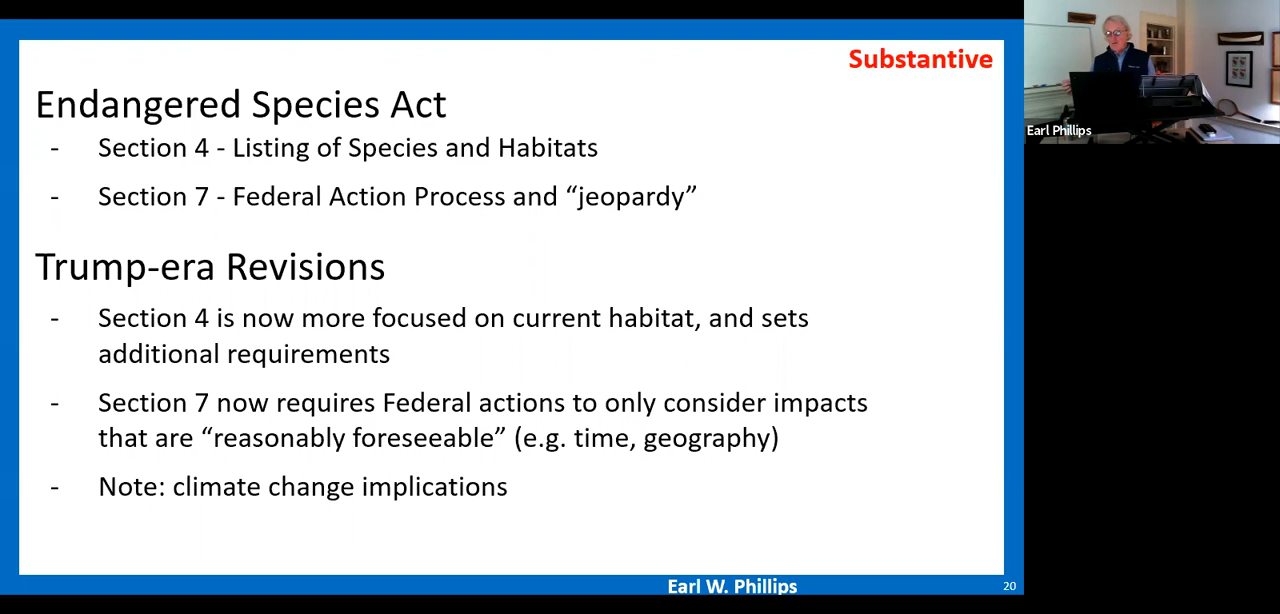 Substantive
Endangered Species Act
- Section 4 - Listing of Species and Habitats
- Section 7 - Federal Action Process and “jeopardy”
Trump-era Revisions
- Section 4 is now more focused on current habitat, and sets
additional requirements
- Section 7 now requires Federal actions to only consider impacts
that are “reasonably foreseeable” (e.g. time, geography)
- Note: climate change implications
Earl W. Phillips
20
Earl Phillips